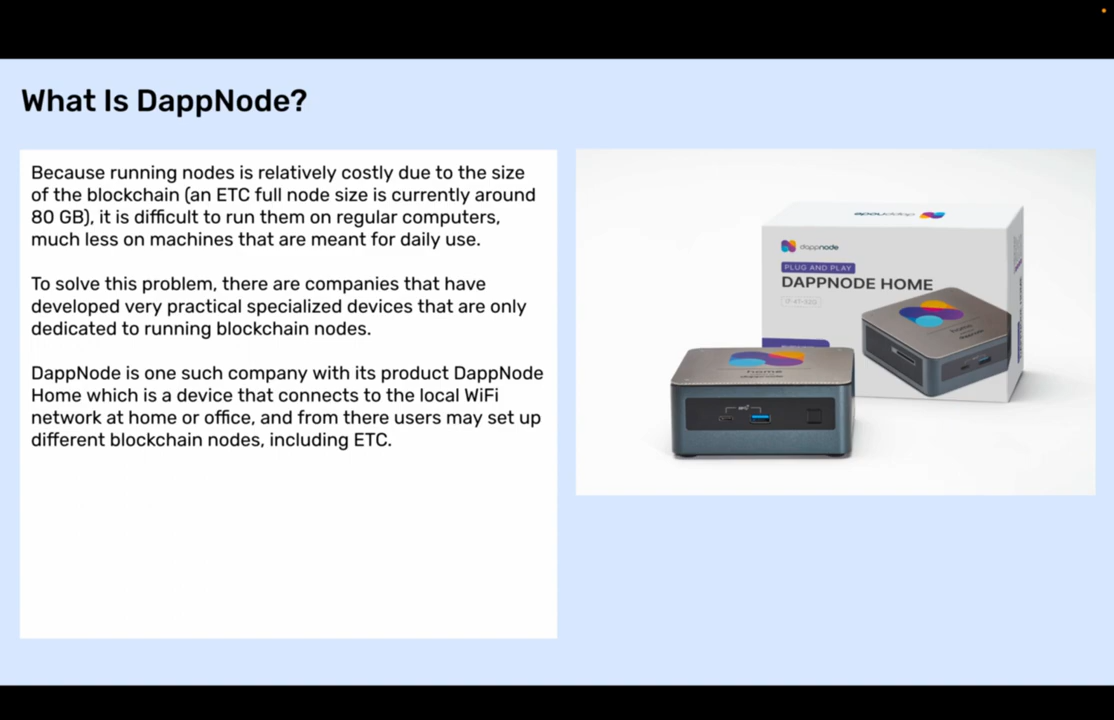 What Is DappNode?
Because running nodes is relatively costly due to the size
of the blockchain (an ETC full node size is currently around
80 GB), it is difficult to run them on regular computers,
much less on machines that are meant for daily use.
To solve this problem, there are companies that have
developed very practical specialized devices that are only
dedicated to running blockchain nodes.
DappNode is one such company with its product DappNode
Home which is a device that connects to the local WiFi
network at home or office, and from there users may set up
different blockchain nodes, including ETC.
dappnode
dappnode
PLUG AND PLAY
DAPPNODE HOME
home
dappnode
home